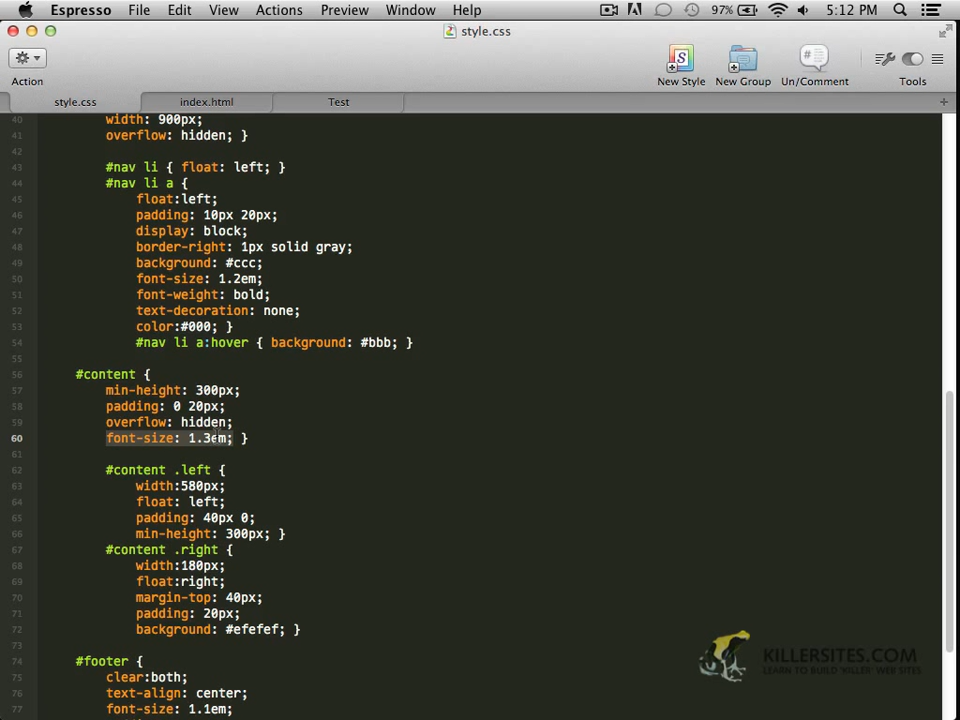 Espresso File Edit View Actions Preview Window Help 97% 5:12 PM
style.css
Action New Style New Group Un/Comment Tools
style.css index.html Test
40 width: 900px;
41 overflow: hidden; }
42
43 #nav li { float: left; }
44 #nav li a {
45 float:left;
46 padding: 10px 20px;
47 display: block;
48 border-right: 1px solid gray;
49 background: #ccc;
50 font-size: 1.2em;
51 font-weight: bold;
52 text-decoration: none;
53 color:#000; }
54 #nav li a:hover { background: #bbb; }
55
56 #content {
57 min-height: 300px;
58 padding: 0 20px;
59 overflow: hidden;
60 font-size: 1.3em; }
61
62 #content .left {
63 width:580px;
64 float: left;
65 padding: 40px 0;
66 min-height: 300px; }
67 #content .right {
68 width:180px;
69 float:right;
70 margin-top: 40px;
71 padding: 20px;
72 background: #efefef; }
73
74 #footer {
75 clear:both;
76 text-align: center;
77 font-size: 1.1em;
KILLERSITES.COM
LEARN TO BUILD 'KILLER' WEB SITES